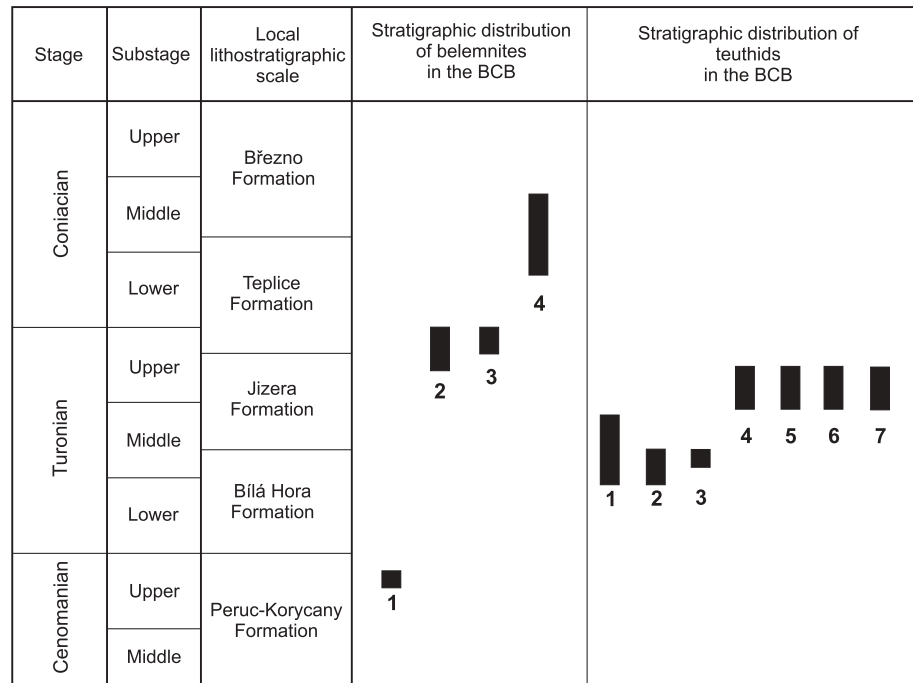 Stage
Substage
Local
lithostratigraphic
scale
Stratigraphic distribution
of belemnites
in the BCB
Stratigraphic distribution of
teuthids
in the BCB
Coniacian
Upper
Middle
Lower
Březno
Formation
Teplice
Formation
4
Turonian
Upper
Middle
Lower
Jizera
Formation
Bílá Hora
Formation
2
3
4
5
6
7
1
2
3
Cenomanian
Upper
Middle
Peruc-Korycany
Formation
1